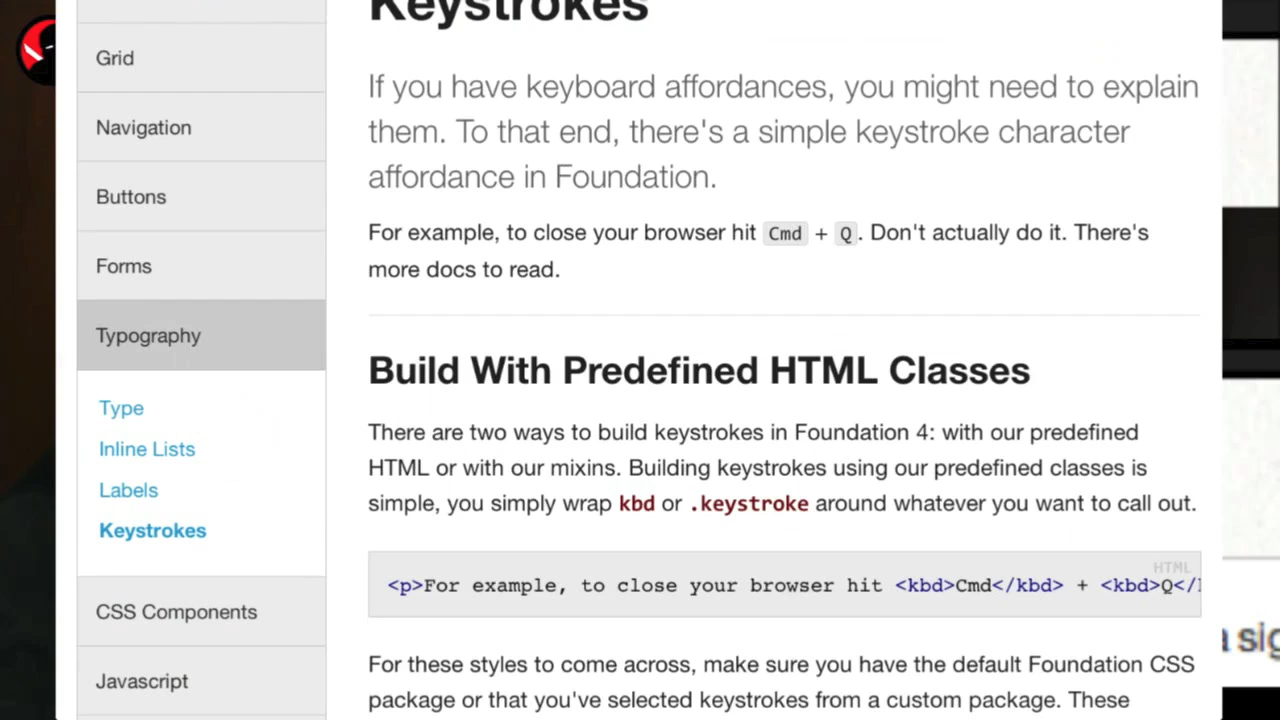 Keystrokes
Grid
Navigation
Buttons
Forms
Typography
Type
Inline Lists
Labels
Keystrokes
CSS Components
Javascript
If you have keyboard affordances, you might need to explain
them. To that end, there's a simple keystroke character
affordance in Foundation.
For example, to close your browser hit Cmd + Q. Don't actually do it. There's
more docs to read.
Build With Predefined HTML Classes
There are two ways to build keystrokes in Foundation 4: with our predefined
HTML or with our mixins. Building keystrokes using our predefined classes is
simple, you simply wrap kbd or .keystroke around whatever you want to call out.
HTML
<p>For example, to close your browser hit <kbd>Cmd</kbd> + <kbd>Q</
For these styles to come across, make sure you have the default Foundation CSS
package or that you've selected keystrokes from a custom package. These